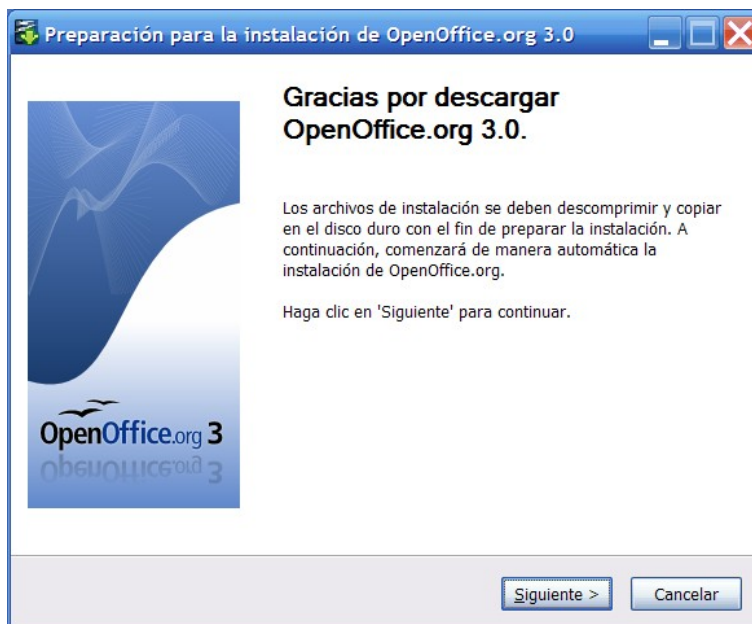 Preparación para la instalación de OpenOffice.org 3.0
Gracias por descargar
OpenOffice.org 3.0.
Los archivos de instalación se deben descomprimir y copiar
en el disco duro con el fin de preparar la instalación. A
continuación, comenzará de manera automática la
instalación de OpenOffice.org.
Haga clic en 'Siguiente' para continuar.
OpenOffice.org 3
Siguiente >
Cancelar